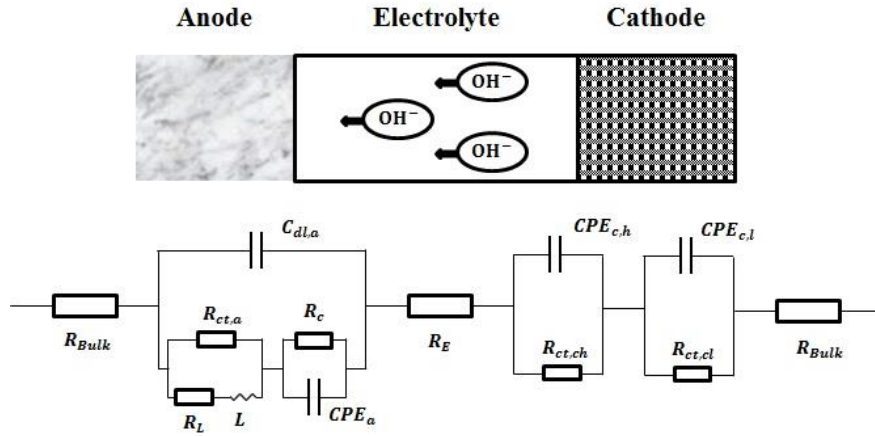 Anode Electrolyte Cathode
OH⁻
OH⁻
OH⁻
C_{dl,a} CPE_{c,h} CPE_{c,l}
R_{ct,a} R_c
R_{Bulk} R_E R_{ct,ch} R_{ct,cl} R_{Bulk}
R_L L CPE_a